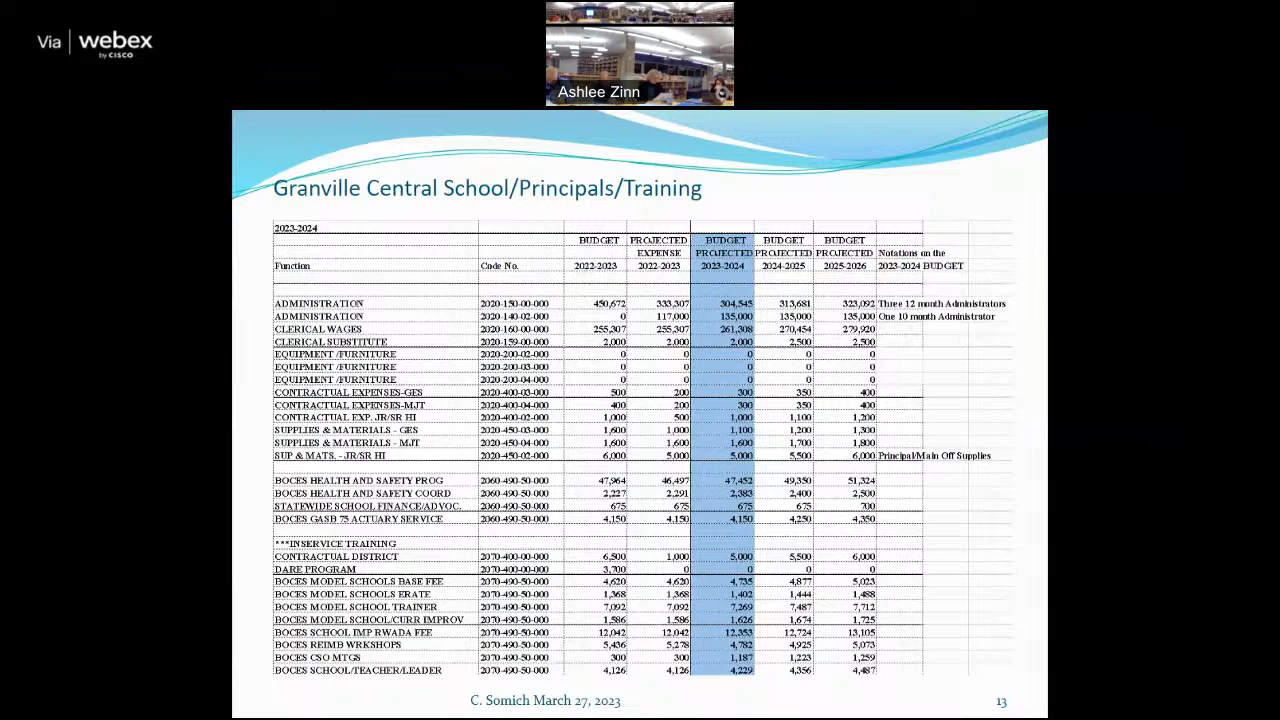 Via webex
by CISCO
Ashlee Zinn
Granville Central School/Principals/Training
2023-2024
BUDGET PROJECTED BUDGET BUDGET BUDGET
EXPENSE PROJECTED PROJECTED PROJECTED Notations on the
Function Code No. 2022-2023 2022-2023 2023-2024 2024-2025 2025-2026 2023-2024 BUDGET
ADMINISTRATION 2020-150-00-000 450,672 333,307 304,545 313,681 323,092 Three 12 month Administrators
ADMINISTRATION 2020-140-02-000 0 117,000 135,000 135,000 135,000 One 10 month Administrator
CLERICAL WAGES 2020-160-00-000 255,307 255,307 261,308 270,454 279,920
CLERICAL SUBSTITUTE 2020-159-00-000 2,000 2,000 2,000 2,500 2,500
EQUIPMENT /FURNITURE 2020-200-02-000 0 0 0 0 0
EQUIPMENT /FURNITURE 2020-200-03-000 0 0 0 0 0
EQUIPMENT /FURNITURE 2020-200-04-000 0 0 0 0 0
CONTRACTUAL EXPENSES-GES 2020-400-03-000 500 200 300 350 400
CONTRACTUAL EXPENSES-MJT 2020-400-04-000 400 200 300 350 400
CONTRACTUAL EXP. JR/SR HI 2020-400-02-000 1,000 500 1,000 1,100 1,200
SUPPLIES & MATERIALS - GES 2020-450-03-000 1,600 1,000 1,100 1,200 1,300
SUPPLIES & MATERIALS - MJT 2020-450-04-000 1,600 1,600 1,600 1,700 1,800
SUP & MATS. - JR/SR HI 2020-450-02-000 6,000 5,000 5,000 5,500 6,000 Principal/Main Off Supplies
BOCES HEALTH AND SAFETY PROG 2060-490-50-000 47,964 46,497 47,452 49,350 51,324
BOCES HEALTH AND SAFETY COORD 2060-490-50-000 2,227 2,291 2,383 2,400 2,500
STATEWIDE SCHOOL FINANCE/ADVOC. 2060-490-50-000 675 675 675 675 700
BOCES GASB 75 ACTUARY SERVICE 2060-490-50-000 4,150 4,150 4,150 4,250 4,350
***INSERVICE TRAINING
CONTRACTUAL DISTRICT 2070-400-00-000 6,500 1,000 5,000 5,500 6,000
DARE PROGRAM 2070-400-00-000 3,700 0 0 0 0
BOCES MODEL SCHOOLS BASE FEE 2070-490-50-000 4,620 4,620 4,735 4,877 5,023
BOCES MODEL SCHOOLS ERATE 2070-490-50-000 1,368 1,368 1,402 1,444 1,488
BOCES MODEL SCHOOL TRAINER 2070-490-50-000 7,092 7,092 7,269 7,487 7,712
BOCES MODEL SCHOOL/CURR IMPROV 2070-490-50-000 1,586 1,586 1,626 1,674 1,725
BOCES SCHOOL IMP RWADA FEE 2070-490-50-000 12,042 12,042 12,353 12,724 13,105
BOCES REIMB WRKSHOPS 2070-490-50-000 5,436 5,278 4,782 4,925 5,073
BOCES CSO MTGS 2070-490-50-000 300 300 1,187 1,223 1,259
BOCES SCHOOL/TEACHER/LEADER 2070-490-50-000 4,126 4,126 4,229 4,356 4,487
C. Somich March 27, 2023 13